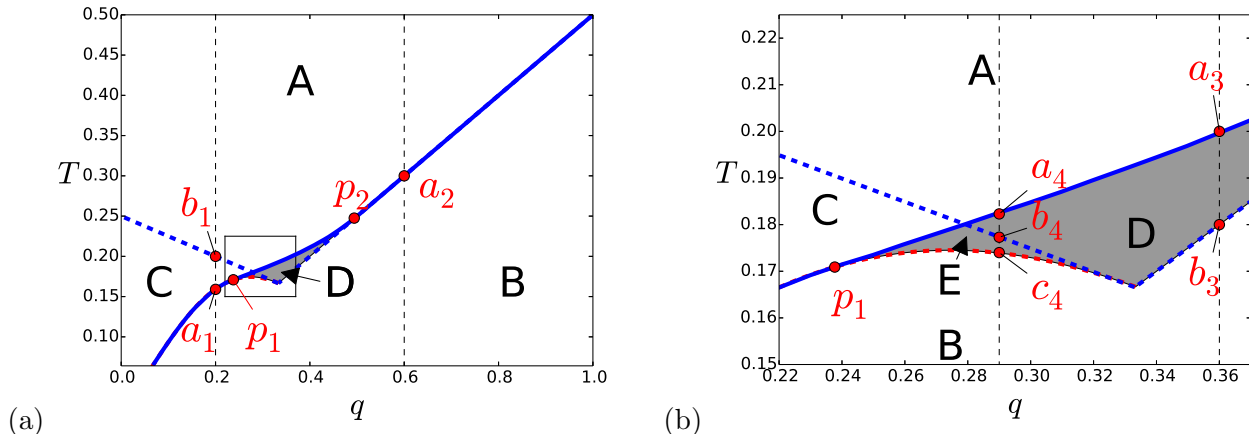 0.50
0.45
0.40
0.35
0.30
T
0.25
0.20
0.15
0.10
0.0 0.2 0.4 0.6 0.8 1.0
q
A
B
C
D
b₁
a₁
p₁
p₂
a₂
(a)
0.22
0.21
0.20
T
0.19
0.18
0.17
0.16
0.15
0.22 0.24 0.26 0.28 0.30 0.32 0.34 0.36
q
A
a₃
C
a₄
b₄
D
E
c₄
b₃
p₁
B
(b)